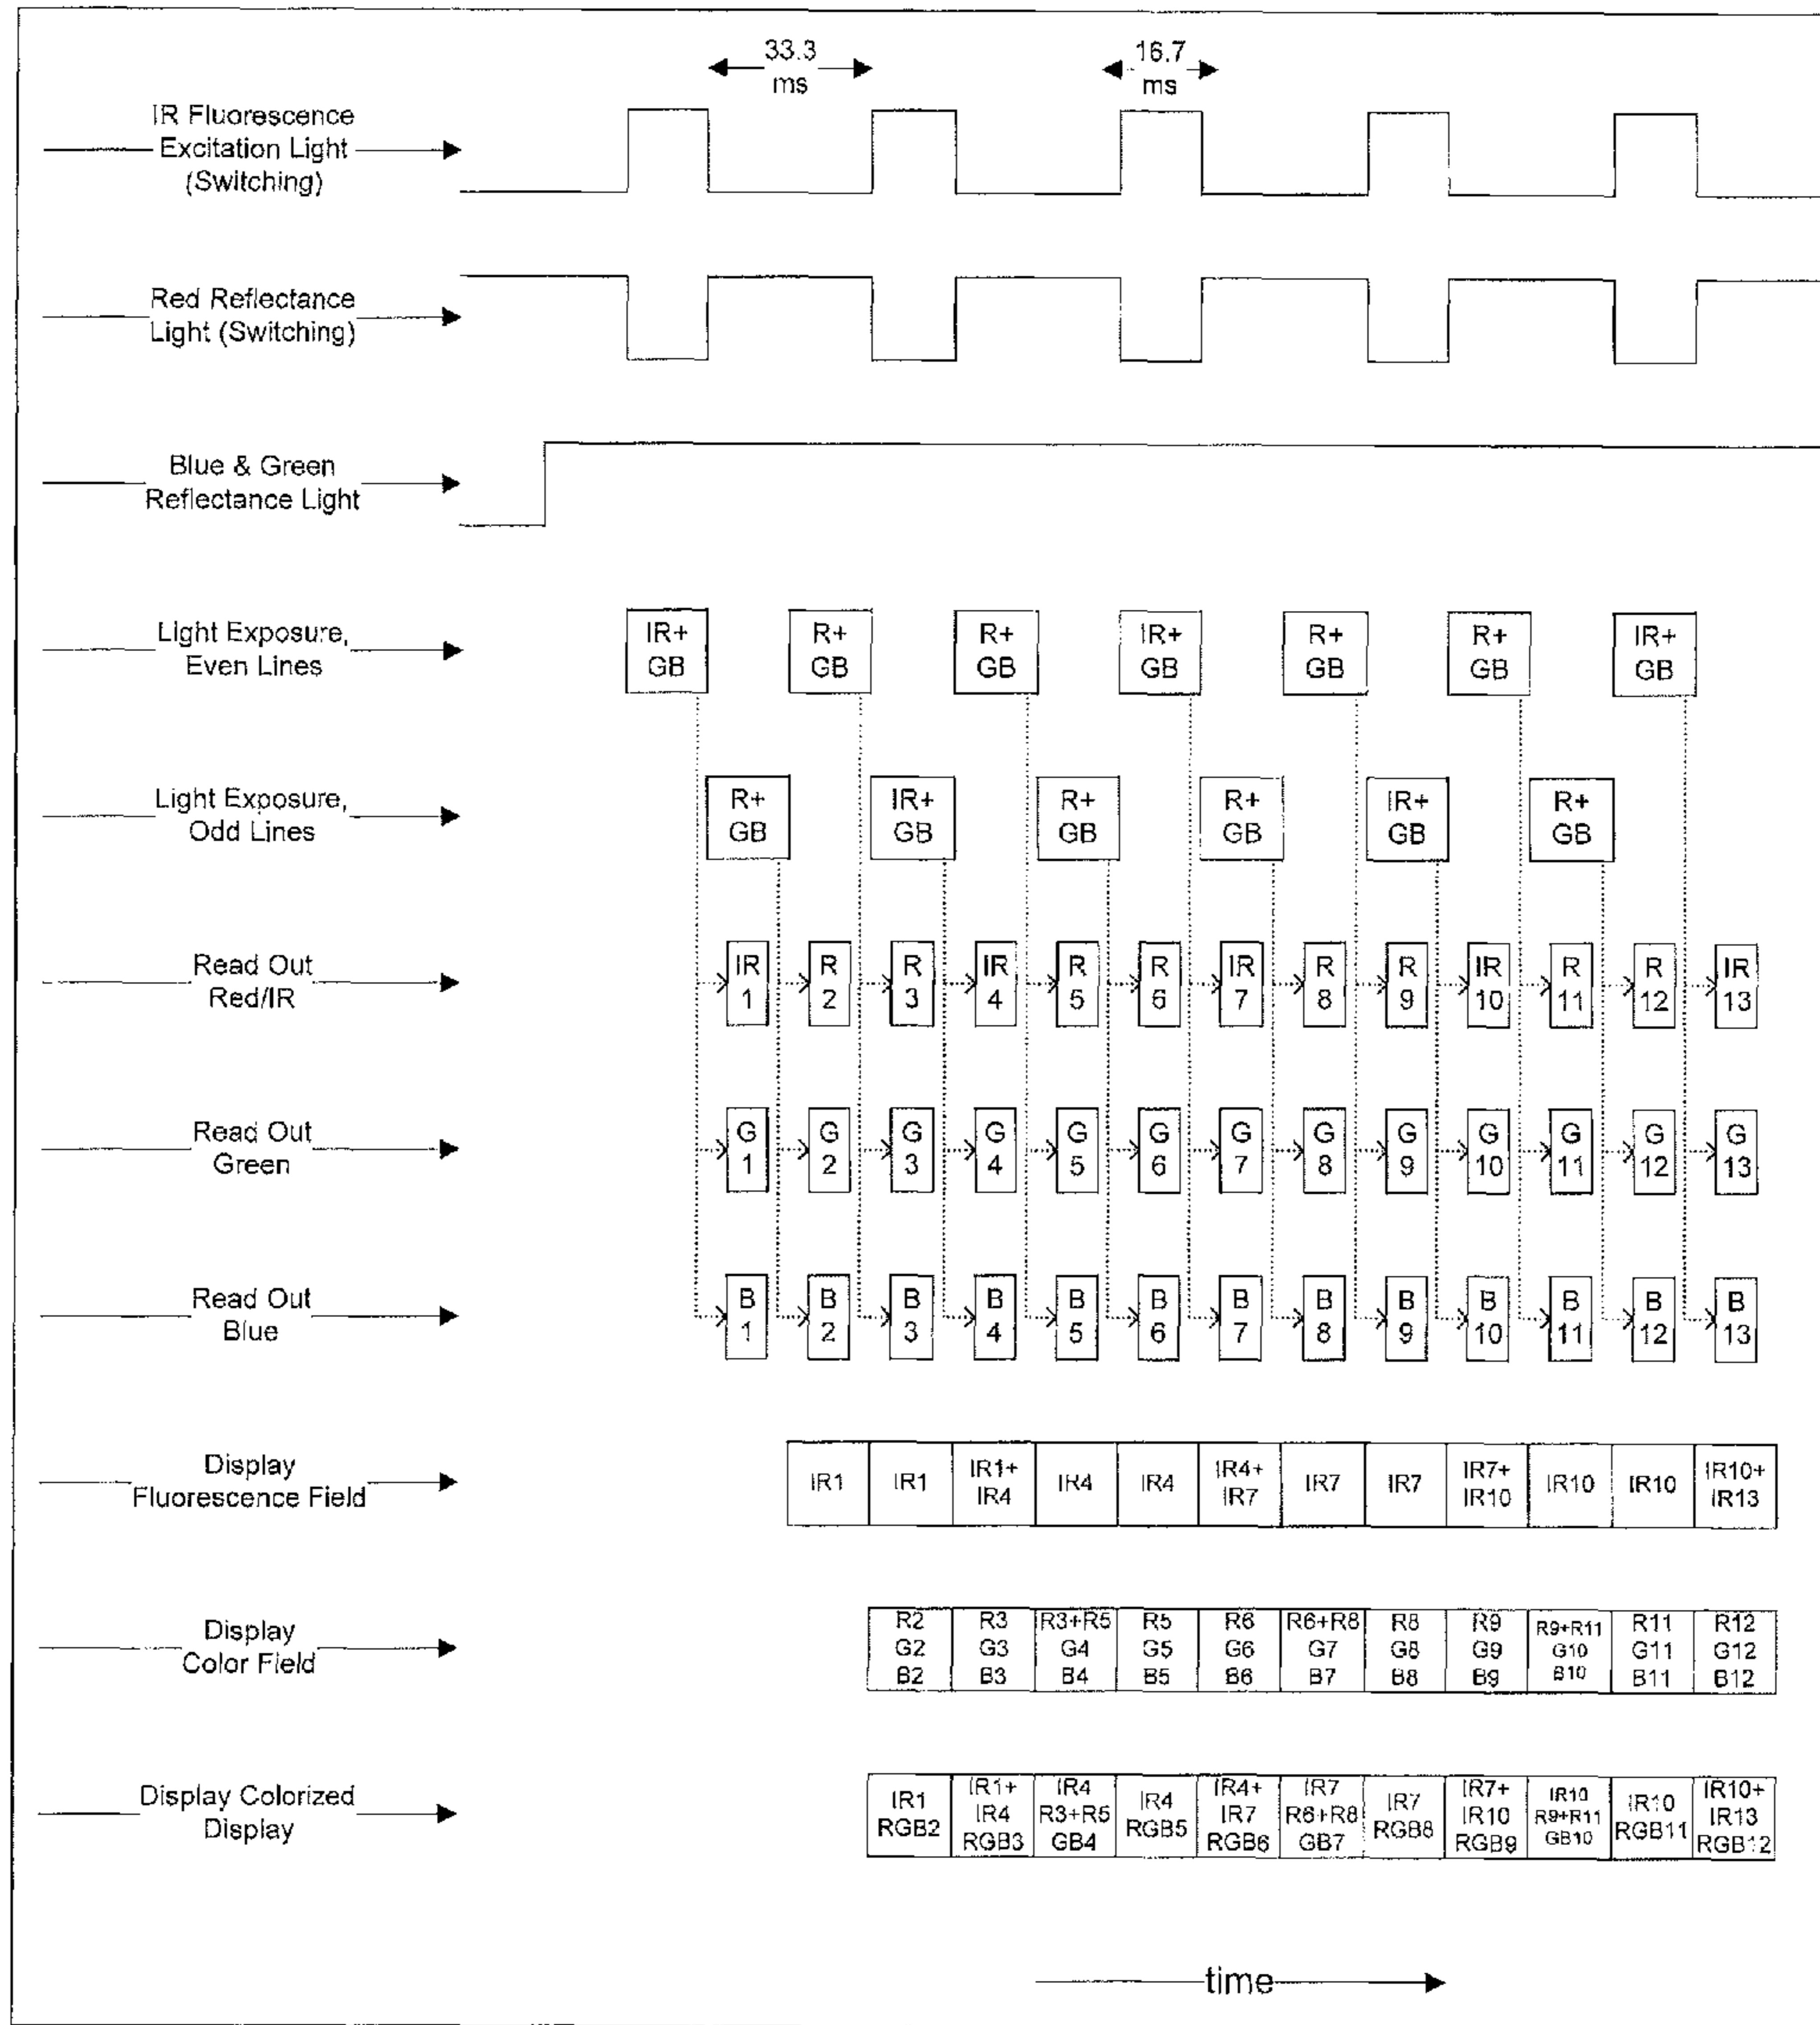 33.3
ms
16.7
ms
IR Fluorescence
Excitation Light
(Switching)
Red Reflectance
Light (Switching)
Blue & Green
Reflectance Light
Light Exposure,
Even Lines
IR+ R+ R+ IR+ R+ R+ IR+
GB GB GB GB GB GB GB
Light Exposure,
Odd Lines
R+ IR+ R+ R+ IR+ R+
GB GB GB GB GB GB
Read Out
Red/IR
IR R R IR R R IR R R IR R R IR
1 2 3 4 5 6 7 8 9 10 11 12 13
Read Out
Green
G G G G G G G G G G G G G
1 2 3 4 5 6 7 8 9 10 11 12 13
Read Out
Blue
B B B B B B B B B B B B B
1 2 3 4 5 6 7 8 9 10 11 12 13
Display
Fluorescence Field
IR1
IR1
IR1+
IR4
IR4
IR4
IR4+
IR7
IR7
IR7
IR7+
IR10
IR10
IR10
IR10+
IR13
Display
Color Field
R2 R3 R3+R5 R5 R6 R6+R8 R8 R9 R9+R11 R11 R12
G2 G3 G4 G5 G6 G7 G8 G9 G10 G11 G12
B2 B3 B4 B5 B6 B7 B8 B9 B10 B11 B12
Display Colorized
Display
IR1
RGB2
IR1+
IR4
RGB3
IR4
R3+R5
GB4
IR4
RGB5
IR4+
IR7
RGB6
IR7
R6+R8
GB7
IR7
RGB8
IR7+
IR10
RGB9
IR10
R9+R11
GB10
IR10
RGB11
IR10+
IR13
RGB12
time